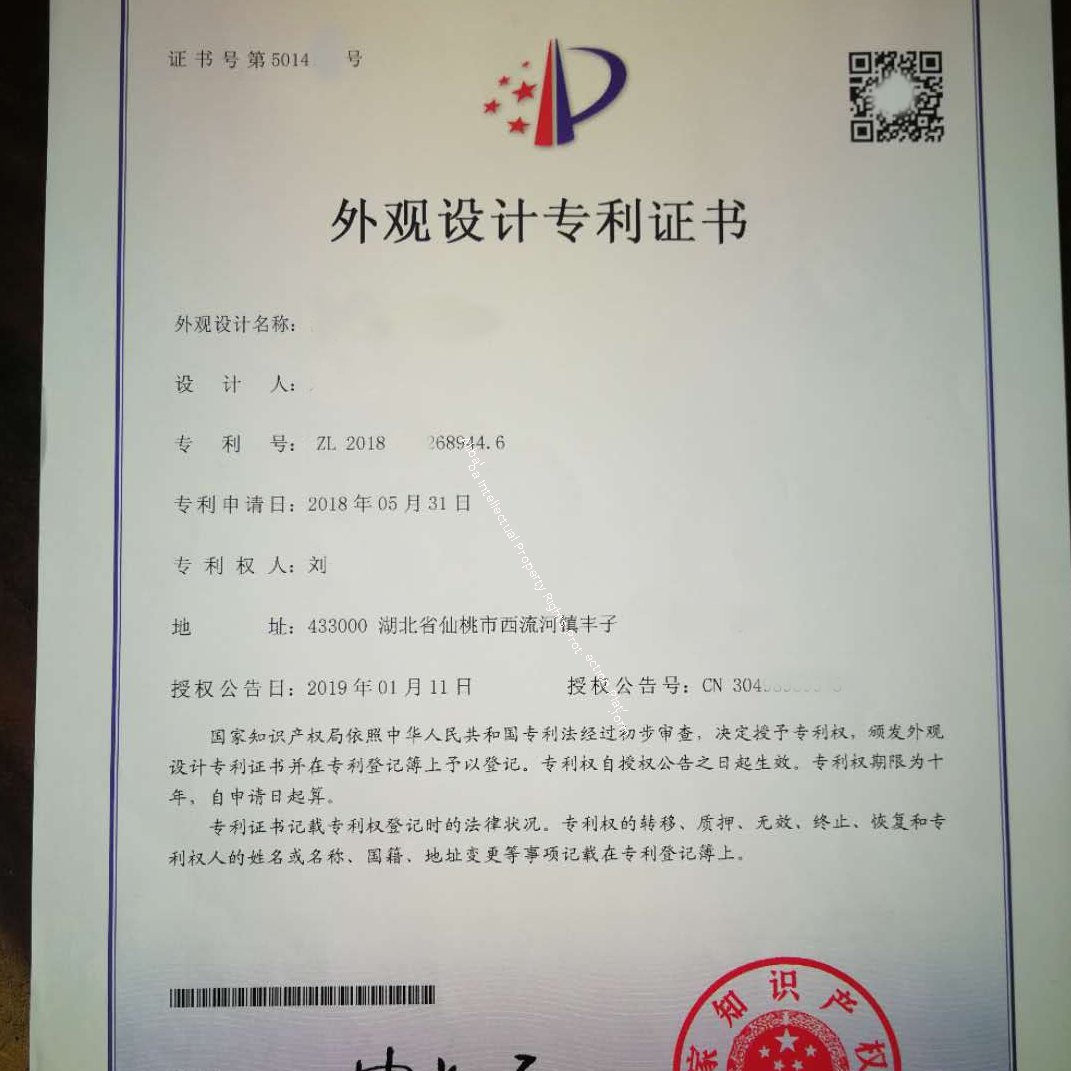 证书号第5014 号
外观设计专利证书
外观设计名称：
设计人：
专利号：ZL 2018 268944.6
专利申请日：2018年05月31日
专利权人：刘
地址：433000 湖北省仙桃市西流河镇丰子
授权公告日：2019年01月11日 授权公告号：CN 304
国家知识产权局依照中华人民共和国专利法经过初步审查，决定授予专利权，颁发外观
设计专利证书并在专利登记簿上予以登记。专利权自授权公告之日起生效。专利权期限为十
年，自申请日起算。
专利证书记载专利权登记时的法律状况。专利权的转移、质押、无效、终止、恢复和专
利权人的姓名或名称、国籍、地址变更等事项记载在专利登记簿上。
家知识产权
Intellectual Property